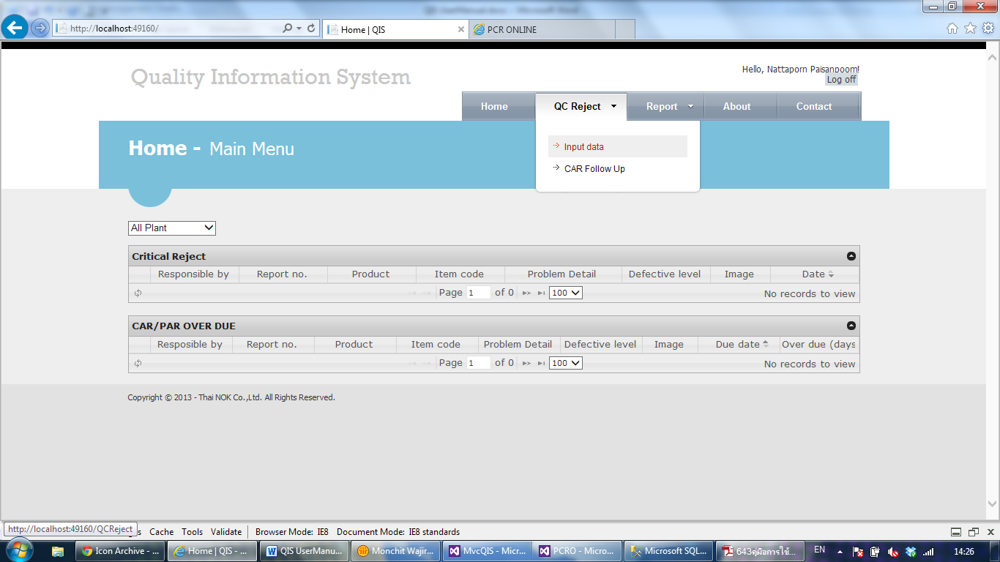 http://localhost:49160/
Home | QIS
PCR ONLINE
Quality Information System
Hello, Nattaporn Paisanpoom!
Log off
Home
QC Reject
Report
About
Contact
Home - Main Menu
Input data
CAR Follow Up
All Plant
Critical Reject
Responsible by Report no. Product Item code Problem Detail Defective level Image Date
Page 1 of 0 100 No records to view
CAR/PAR OVER DUE
Resposible by Report no. Product Item code Problem Detail Defective level Image Due date Over due (days
Page 1 of 0 100 No records to view
Copyright © 2013 - Thai NOK Co.,Ltd. All Rights Reserved.
http://localhost:49160/QCReject
Cache Tools Validate Browser Mode: IE8 Document Mode: IE8 standards
Icon Archive - ...
Home | QIS - ...
QIS UserManu...
Monchit Wajir...
MvcQIS - Micr...
PCRO - Micro...
Microsoft SQL...
643คู่มือการใช้...
EN
14:26